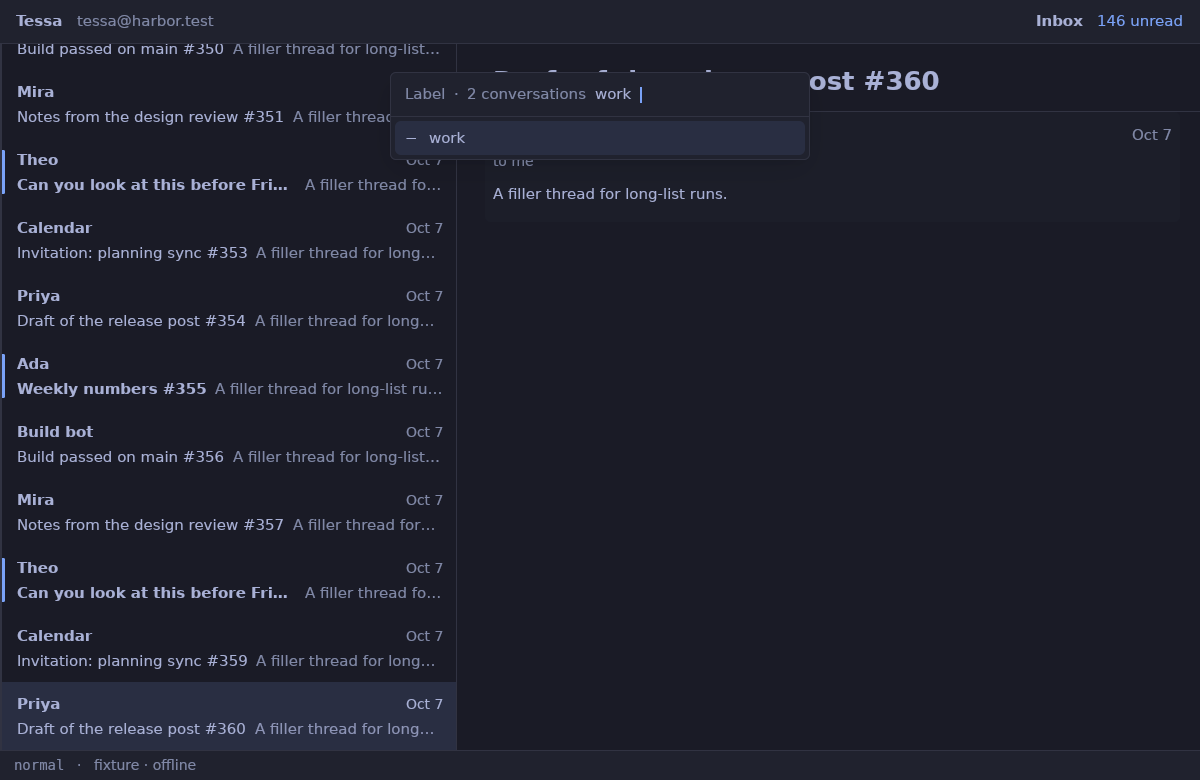 Tessa tessa@harbor.test Inbox 146 unread
Build passed on main #350 A filler thread for long-list…
Mira
Notes from the design review #351 A filler threa
Theo Oct 7
Can you look at this before Fri… A filler thread fo…
Calendar Oct 7
Invitation: planning sync #353 A filler thread for long…
Priya Oct 7
Draft of the release post #354 A filler thread for long…
Ada Oct 7
Weekly numbers #355 A filler thread for long-list ru…
Build bot Oct 7
Build passed on main #356 A filler thread for long-list…
Mira Oct 7
Notes from the design review #357 A filler thread for…
Theo Oct 7
Can you look at this before Fri… A filler thread fo…
Calendar Oct 7
Invitation: planning sync #359 A filler thread for long…
Priya Oct 7
Draft of the release post #360 A filler thread for long…
Label · 2 conversations work
– work
post #360
Oct 7
to me
A filler thread for long-list runs.
normal · fixture · offline